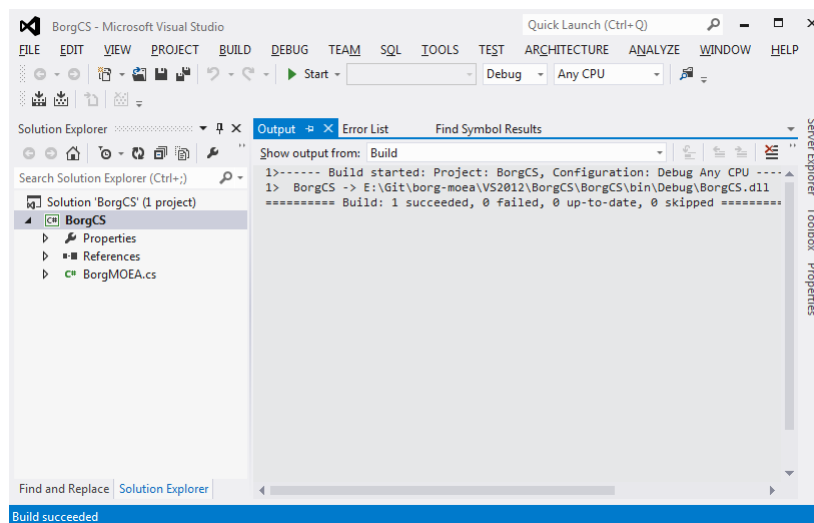 BorgCS - Microsoft Visual Studio
Quick Launch (Ctrl+Q)
FILE EDIT VIEW PROJECT BUILD DEBUG TEAM SQL TOOLS TEST ARCHITECTURE ANALYZE WINDOW HELP
Start Debug Any CPU
Solution Explorer
Search Solution Explorer (Ctrl+;)
Solution 'BorgCS' (1 project)
C# BorgCS
Properties
References
C# BorgMOEA.cs
Find and Replace Solution Explorer
Output Error List Find Symbol Results
Show output from: Build
1>------ Build started: Project: BorgCS, Configuration: Debug Any CPU ----
1> BorgCS -> E:\Git\borg-moea\VS2012\BorgCS\BorgCS\bin\Debug\BorgCS.dll
========== Build: 1 succeeded, 0 failed, 0 up-to-date, 0 skipped =========
Server Explorer
Toolbox
Properties
Build succeeded